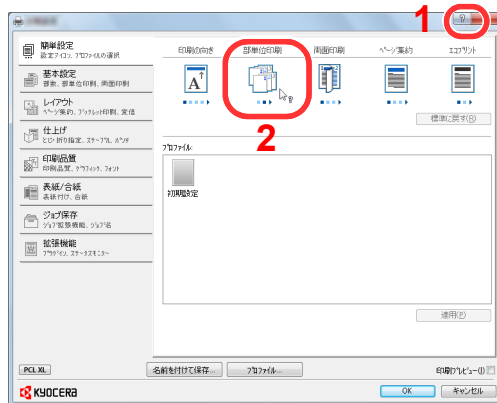 1
?
簡単設定
設定アイコン、プロファイルの選択
基本設定
部数、部単位印刷、両面印刷
レイアウト
ページ集約、ブックレット印刷、変倍
仕上げ
とじ・折り指定、ステープル、パンチ
印刷品質
印刷品質、グラフィック、フォント
表紙/合紙
表紙付け、合紙
ジョブ保存
ジョブ拡張機能、ジョブ名
拡張機能
プラグイン、ステータスモニター
印刷の向き
部単位印刷
両面印刷
ページ集約
エコプリント
A
2
標準に戻す(R)
プロファイル:
初期設定
適用(P)
PCL XL
名前を付けて保存...
プロファイル...
印刷プレビュー(I)
KYOCERA
OK
キャンセル